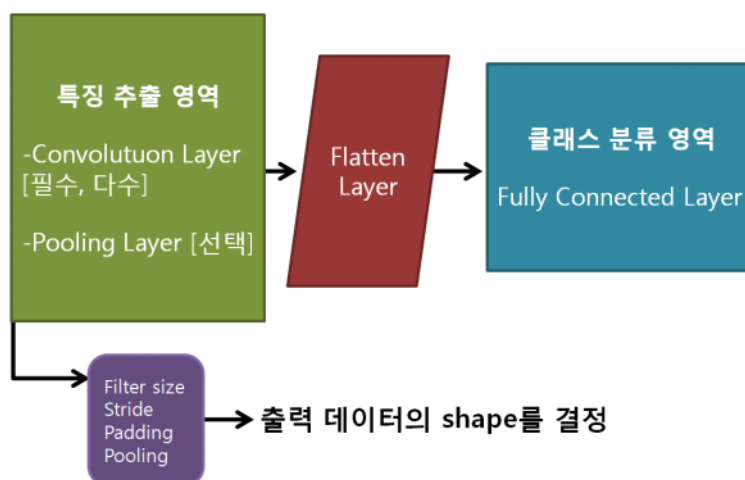 특징 추출 영역
-Convolutuon Layer
[필수, 다수]
-Pooling Layer [선택]
Flatten
Layer
클래스 분류 영역
Fully Connected Layer
Filter size
Stride
Padding
Pooling
출력 데이터의 shape를 결정